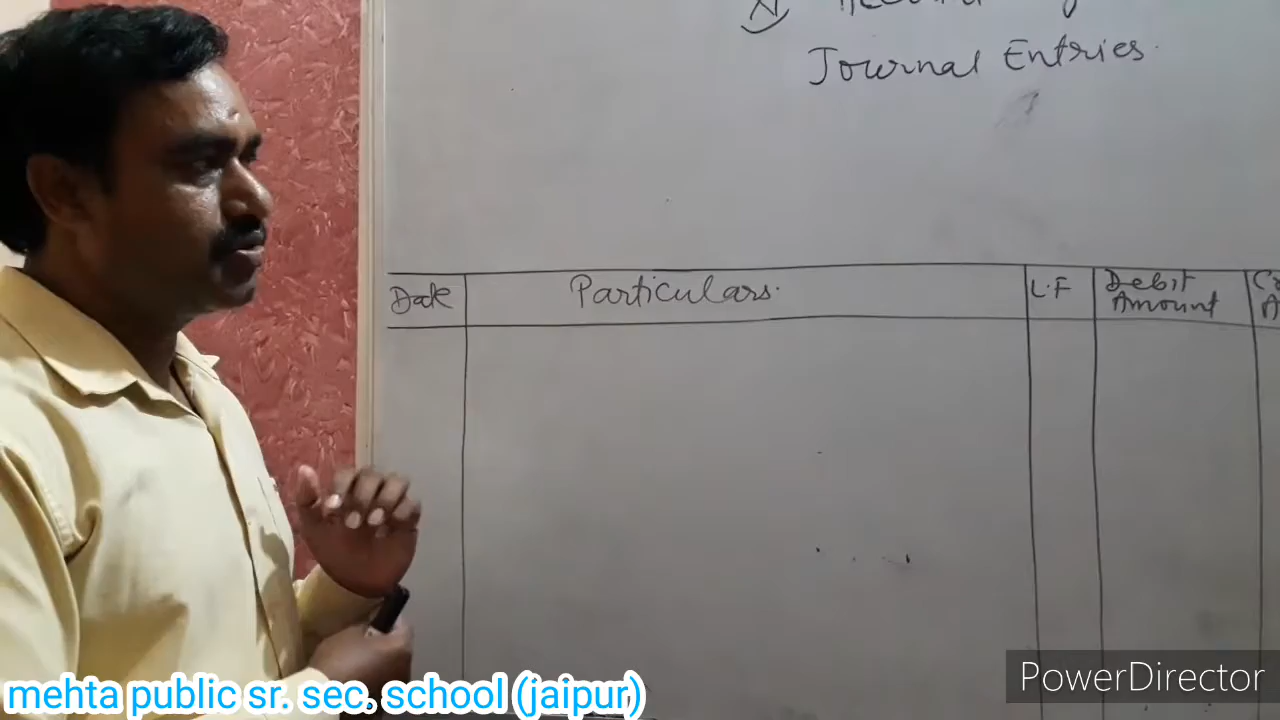 Journal Entries.
Date Particulars. L.F Debit Amount
mehta public sr. sec. school (jaipur)
PowerDirector